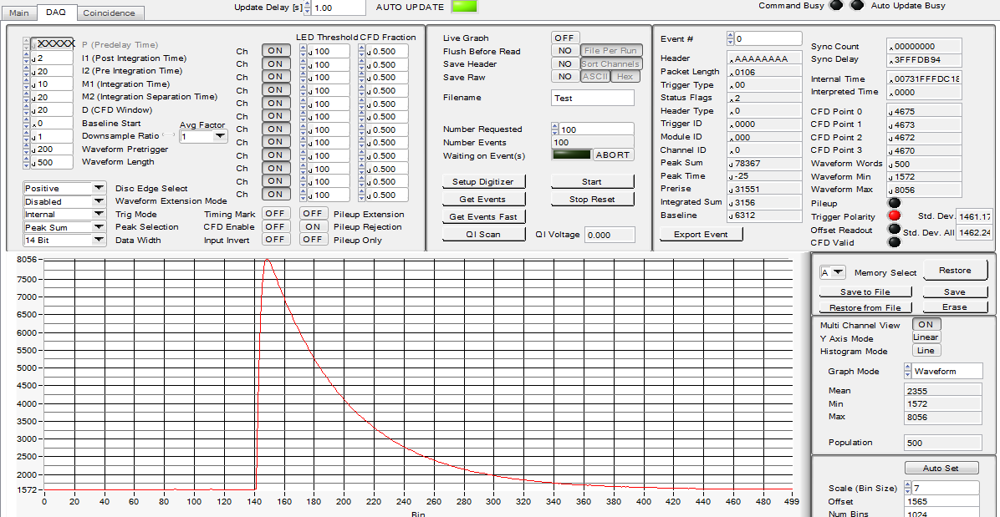 Main DAQ Coincidence Update Delay [s] 1.00 AUTO UPDATE Command Busy Auto Update Busy
LED Threshold CFD Fraction
XXXXX P (Predelay Time)
2 I1 (Post Integration Time)
20 I2 (Pre Integration Time)
10 M1 (Integration Time)
20 M2 (Integration Separation Time)
20 D (CFD Window)
0 Baseline Start
1 Downsample Ratio
Avg Factor
1
200 Waveform Pretrigger
500 Waveform Length
Ch ON 100 0.500
Ch ON 100 0.500
Ch ON 100 0.500
Ch ON 100 0.500
Ch ON 100 0.500
Ch ON 100 0.500
Ch ON 100 0.500
Ch ON 100 0.500
Ch ON 100 0.500
Ch ON 100 0.500
Ch ON 100 0.500
Ch ON 100 0.500
Positive Disc Edge Select
Disabled Waveform Extension Mode
Internal Trig Mode Timing Mark OFF OFF Pileup Extension
Peak Sum Peak Selection CFD Enable OFF ON Pileup Rejection
14 Bit Data Width Input Invert OFF OFF Pileup Only
Live Graph OFF
Flush Before Read NO File Per Run
Save Header NO Sort Channels
Save Raw NO ASCII Hex
Filename Test
Number Requested 100
Number Events 100
Waiting on Event(s) ABORT
Setup Digitizer Start
Get Events Stop Reset
Get Events Fast
QI Scan QI Voltage 0.000
Event # 0
Header x AAAAAAAA
Packet Length x 0106
Trigger Type x 00
Status Flags x 2
Header Type x 0
Trigger ID x 0000
Module ID x 000
Channel ID x 0
Peak Sum 78367
Peak Time -25
Prerise 31551
Integrated Sum 3156
Baseline 6312
Export Event
Sync Count x 00000000
Sync Delay x 3FFFDB94
Internal Time x 00731FFFDC18
Interpreted Time x 0000
CFD Point 0 4675
CFD Point 1 4673
CFD Point 2 4672
CFD Point 3 4670
Waveform Words 500
Waveform Min 1572
Waveform Max 8056
Pileup
Trigger Polarity Std. Dev. 1461.17
Offset Readout Std. Dev. All 1462.24
CFD Valid
8056
7500
7000
6500
6000
5500
5000
4500
4000
3500
3000
2500
2000
1572
0 20 40 60 80 100 120 140 160 180 200 220 240 260 280 300 320 340 360 380 400 420 440 460 480 499
Bin
A Memory Select Restore
Save to File Save
Restore from File Erase
Multi Channel View ON
Y Axis Mode Linear
Histogram Mode Line
Graph Mode Waveform
Mean 2355
Min 1572
Max 8056
Population 500
Auto Set
Scale (Bin Size) 7
Offset 1565
Num Bins 1024